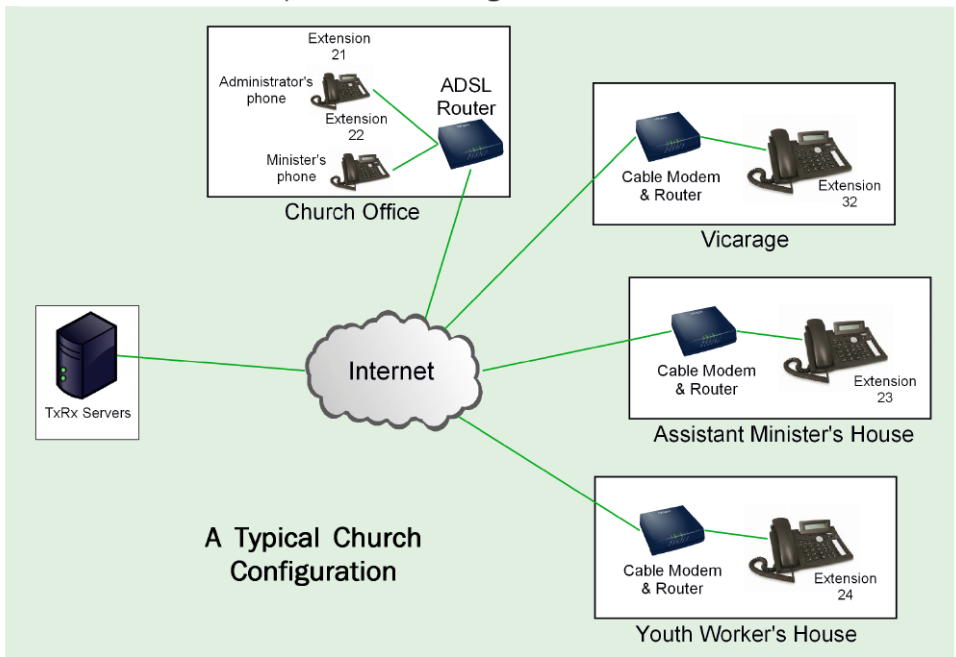 Extension
21
Administrator's
phone
Extension
22
Minister's
phone
ADSL
Router
Church Office
Cable Modem
& Router
Extension
32
Vicarage
TxRx Servers
Internet
Cable Modem
& Router
Extension
23
Assistant Minister's House
A Typical Church
Configuration
Cable Modem
& Router
Extension
24
Youth Worker's House